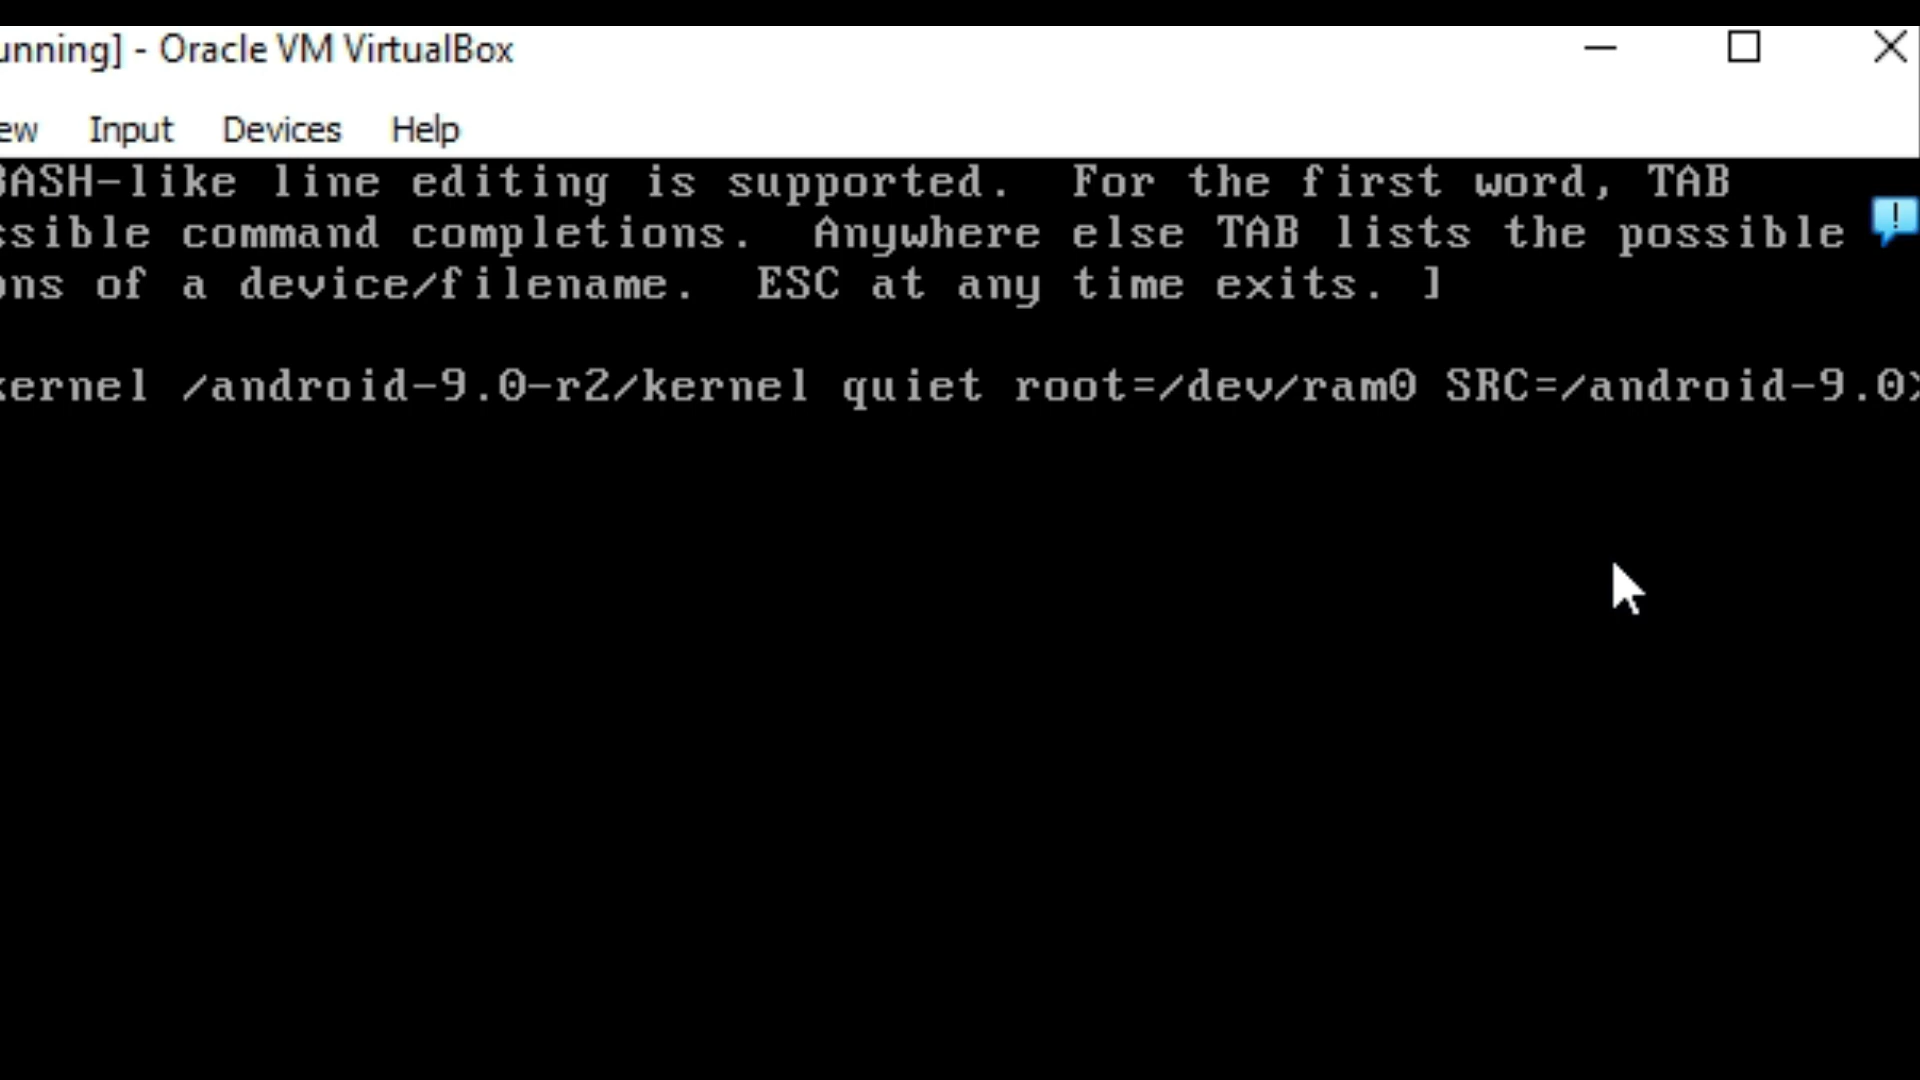 unning] - Oracle VM VirtualBox
ew Input Devices Help
BASH-like line editing is supported. For the first word, TAB
ssible command completions. Anywhere else TAB lists the possible
ons of a device/filename. ESC at any time exits. ]
kernel /android-9.0-r2/kernel quiet root=/dev/ram0 SRC=/android-9.0>